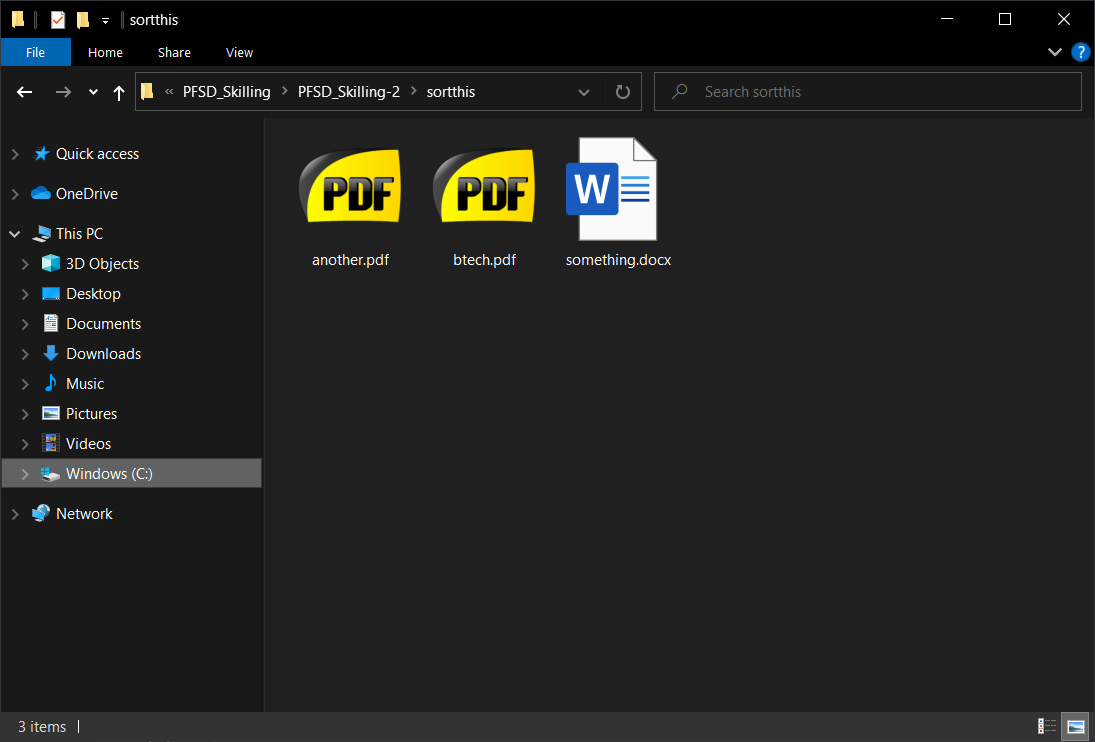 sortthis
File Home Share View
« PFSD_Skilling > PFSD_Skilling-2 > sortthis
Search sortthis
Quick access
OneDrive
This PC
3D Objects
Desktop
Documents
Downloads
Music
Pictures
Videos
Windows (C:)
Network
PDF PDF W
another.pdf btech.pdf something.docx
3 items